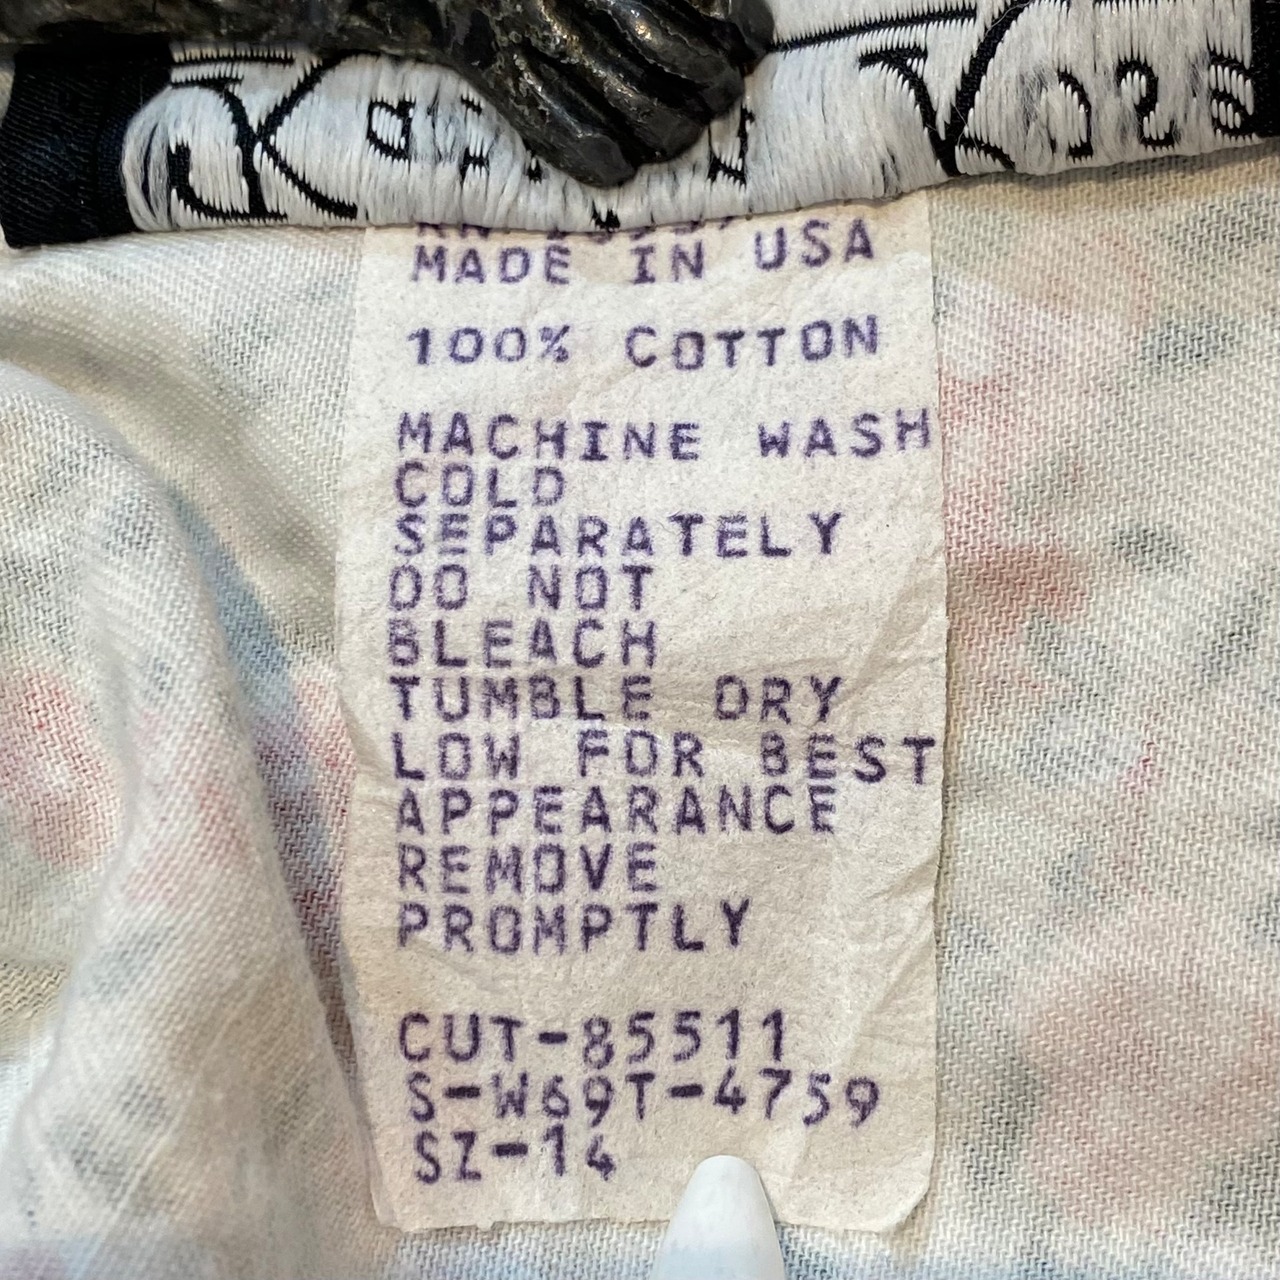 MADE IN USA
100% COTTON
MACHINE WASH
COLD
SEPARATELY
DO NOT
BLEACH
TUMBLE DRY
LOW FOR BEST
APPEARANCE
REMOVE
PROMPTLY
CUT-85511
S-W69T-4759
SZ-14